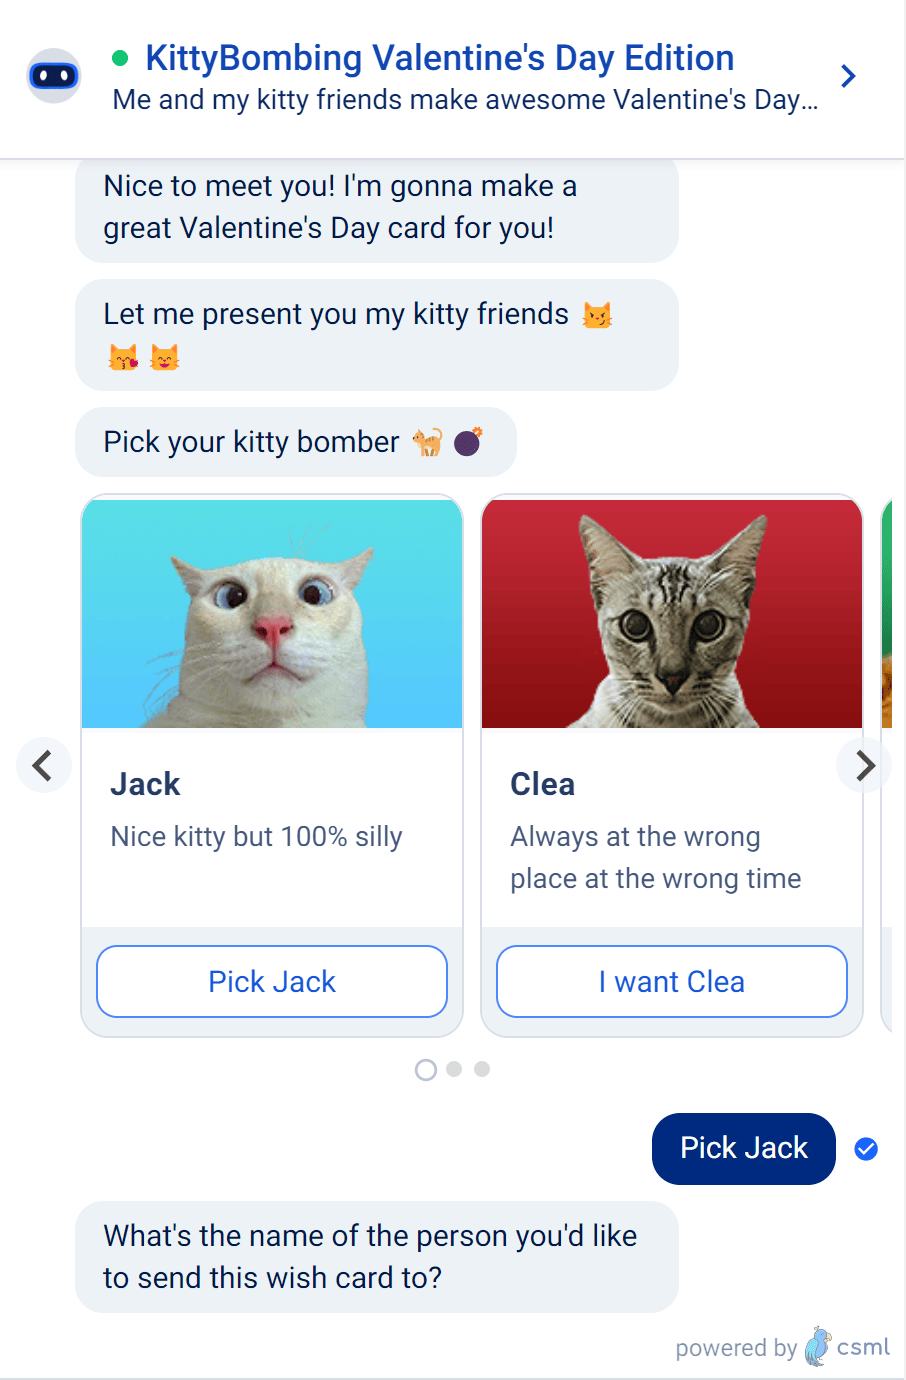 KittyBombing Valentine's Day Edition
Me and my kitty friends make awesome Valentine's Day...
Nice to meet you! I'm gonna make a
great Valentine's Day card for you!
Let me present you my kitty friends 😼
😽 😺
Pick your kitty bomber 🐈 💣
Jack
Nice kitty but 100% silly
Pick Jack
Clea
Always at the wrong
place at the wrong time
I want Clea
Pick Jack
What's the name of the person you'd like
to send this wish card to?
powered by csml